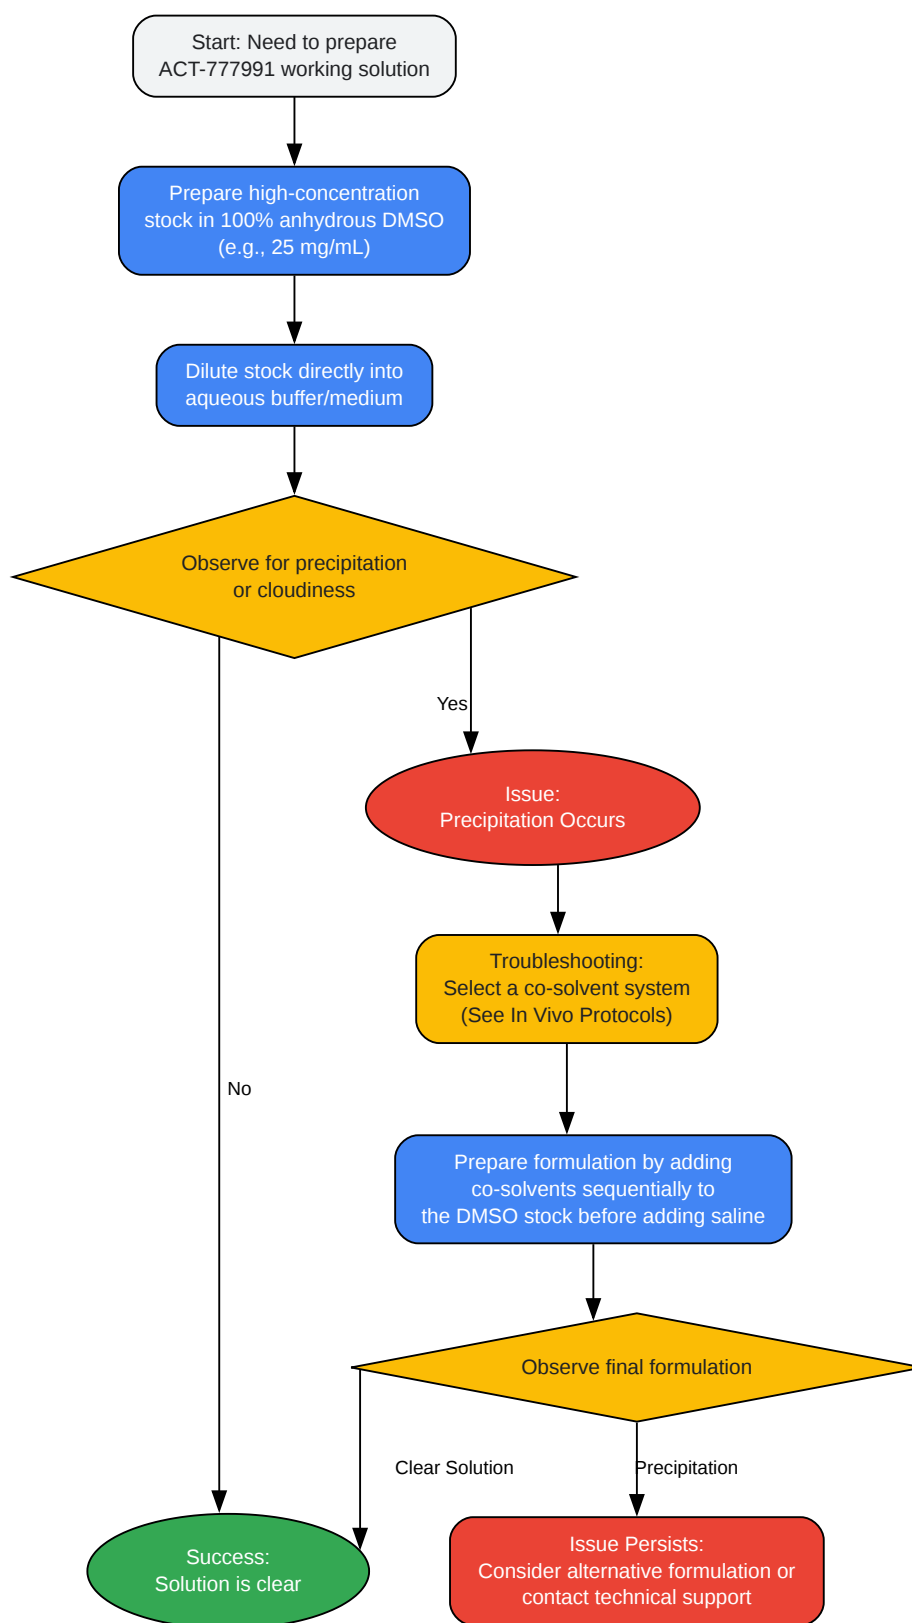 Start: Need to prepare
ACT-777991 working solution
Prepare high-concentration
stock in 100% anhydrous DMSO
(e.g., 25 mg/mL)
Dilute stock directly into
aqueous buffer/medium
Observe for precipitation
or cloudiness
Yes
Issue:
Precipitation Occurs
Troubleshooting:
Select a co-solvent system
(See In Vivo Protocols)
No
Prepare formulation by adding
co-solvents sequentially to
the DMSO stock before adding saline
Observe final formulation
Clear Solution
Precipitation
Success:
Solution is clear
Issue Persists:
Consider alternative formulation or
contact technical support